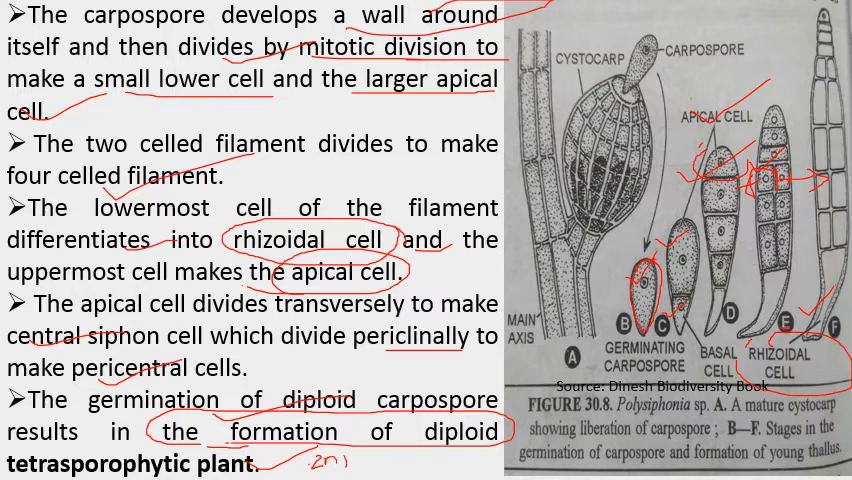 ➤The carpospore develops a wall around
itself and then divides by mitotic division to
make a small lower cell and the larger apical
cell.
➤ The two celled filament divides to make
four celled filament.
➤The lowermost cell of the filament
differentiates into rhizoidal cell and the
uppermost cell makes the apical cell.
➤ The apical cell divides transversely to make
central siphon cell which divide periclinally to
make pericentral cells.
➤The germination of diploid carpospore
results in the formation of diploid
tetrasporophytic plant.
2n
CYSTOCARP
CARPOSPORE
APICAL CELL
MAIN
AXIS
A
B
C
D
E
F
GERMINATING
CARPOSPORE
BASAL
CELL
RHIZOIDAL
CELL
Source: Dinesh Biodiversity Book
FIGURE 30.8. Polysiphonia sp. A. A mature cystocarp
showing liberation of carpospore ; B—F. Stages in the
germination of carpospore and formation of young thallus.